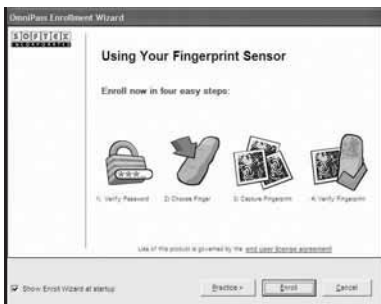 OmniPass Enrollment Wizard
SOFTEX
INCORPORATED
Using Your Fingerprint Sensor
Enroll now in four easy steps:
1: Verify Password
2: Choose Finger
3: Capture Fingerprint
4: Verify Fingerprint
Use of this product is governed by the end user license agreement
Show Enroll Wizard at startup
Practice >
Enroll
Cancel